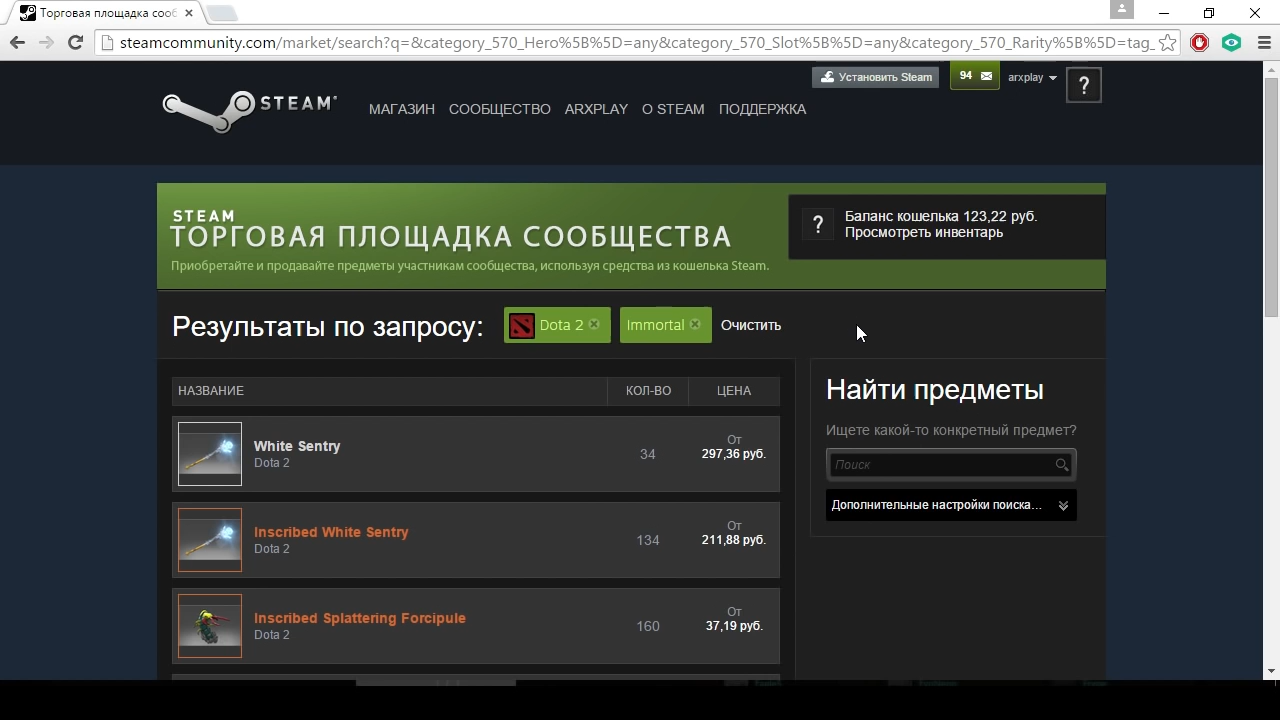 Торговая площадка сооб
steamcommunity.com/market/search?q=&category_570_Hero%5B%5D=any&category_570_Slot%5B%5D=any&category_570_Rarity%5B%5D=tag_
Установить Steam
94
arxplay
?
STEAM
МАГАЗИН СООБЩЕСТВО ARXPLAY О STEAM ПОДДЕРЖКА
STEAM
ТОРГОВАЯ ПЛОЩАДКА СООБЩЕСТВА
Приобретайте и продавайте предметы участникам сообщества, используя средства из кошелька Steam.
?
Баланс кошелька 123,22 руб.
Просмотреть инвентарь
Результаты по запросу:
Dota 2
Immortal
Очистить
НАЗВАНИЕ КОЛ-ВО ЦЕНА
White Sentry
Dota 2
34
От
297,36 руб.
Inscribed White Sentry
Dota 2
134
От
211,88 руб.
Inscribed Splattering Forcipule
Dota 2
160
От
37,19 руб.
Найти предметы
Ищете какой-то конкретный предмет?
Поиск
Дополнительные настройки поиска...